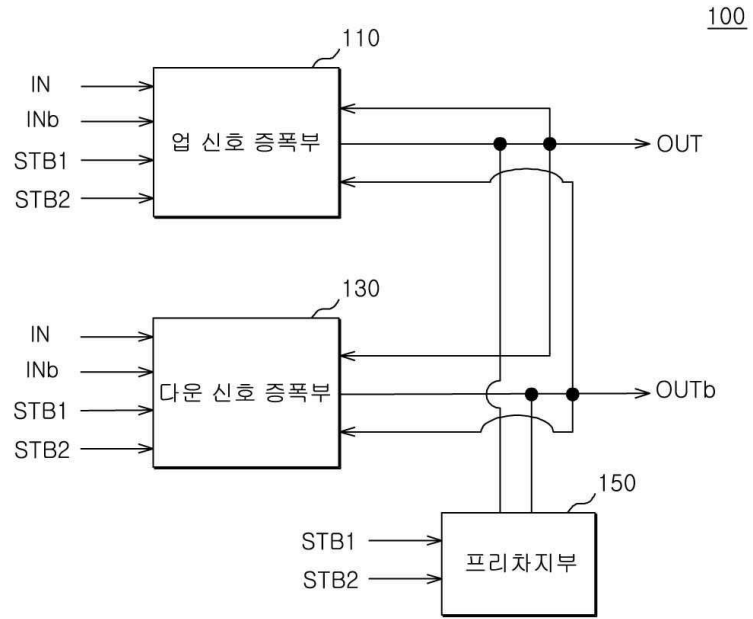 100
110
IN
INb
STB1
STB2
업 신호 증폭부
OUT
130
IN
INb
STB1
STB2
다운 신호 증폭부
OUTb
150
STB1
STB2
프리차지부